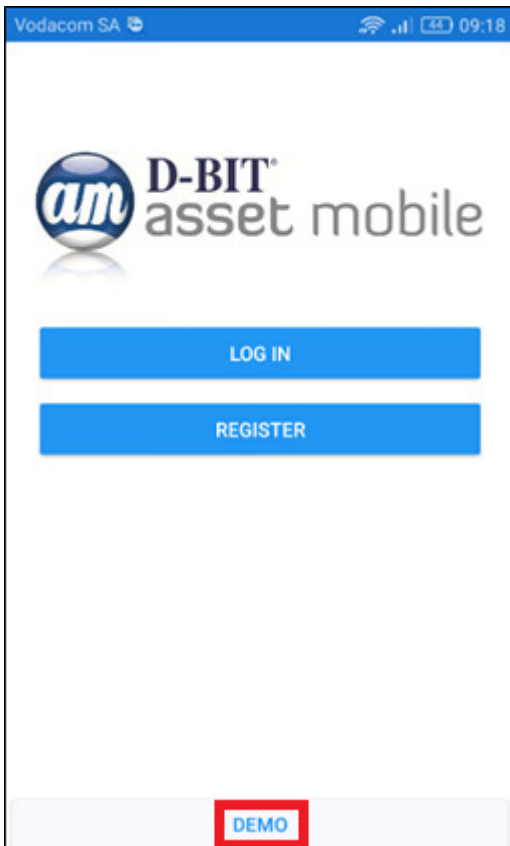 Vodacom SA 44 09:18
am D-BIT®
asset mobile
LOG IN
REGISTER
DEMO